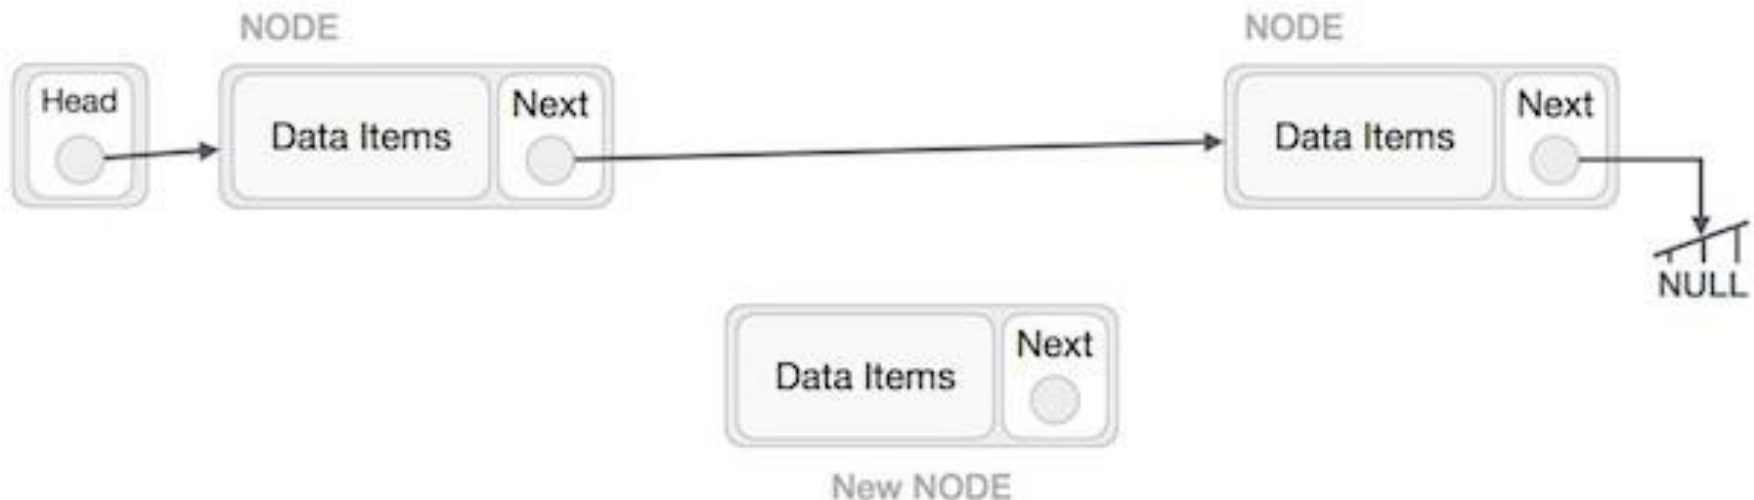 NODE
NODE
Head
Data Items
Next
Data Items
Next
NULL
Data Items
Next
New NODE